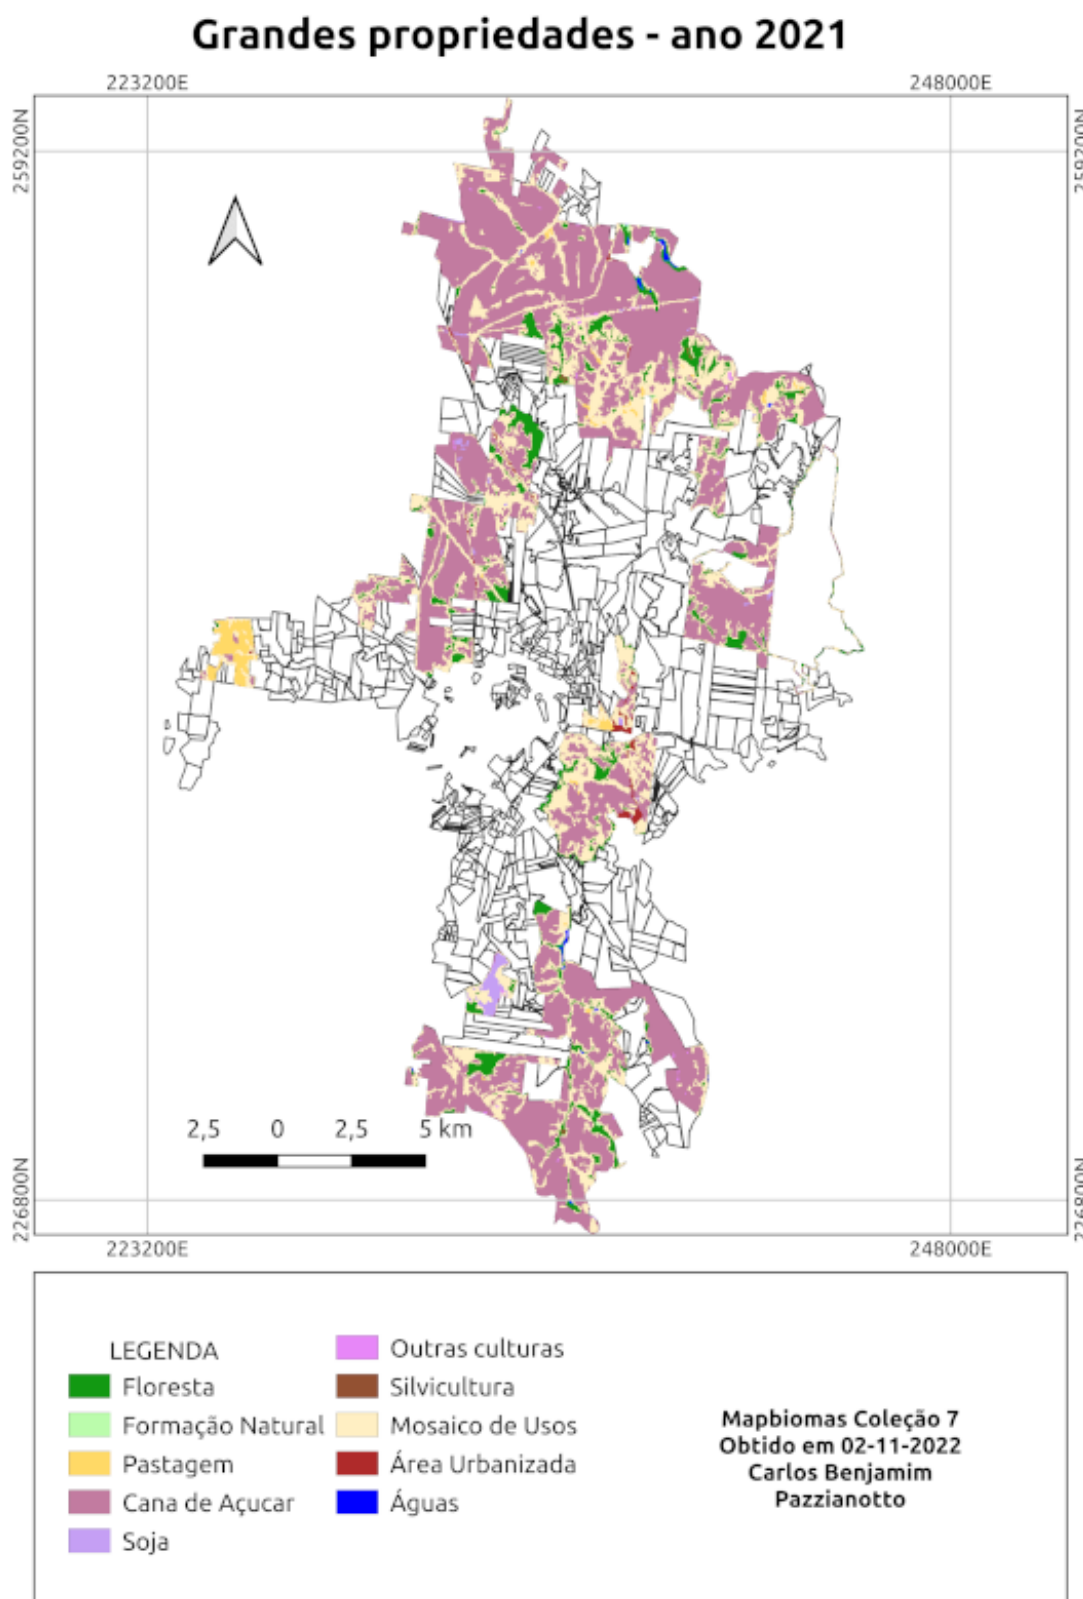 Grandes propriedades - ano 2021
223200E 248000E
259200N 259200N
2,5 0 2,5 5 km
226800N 226800N
223200E 248000E
LEGENDA
Floresta
Formação Natural
Pastagem
Cana de Açucar
Soja
Outras culturas
Silvicultura
Mosaico de Usos
Área Urbanizada
Águas
Mapbiomas Coleção 7
Obtido em 02-11-2022
Carlos Benjamim
Pazzianotto